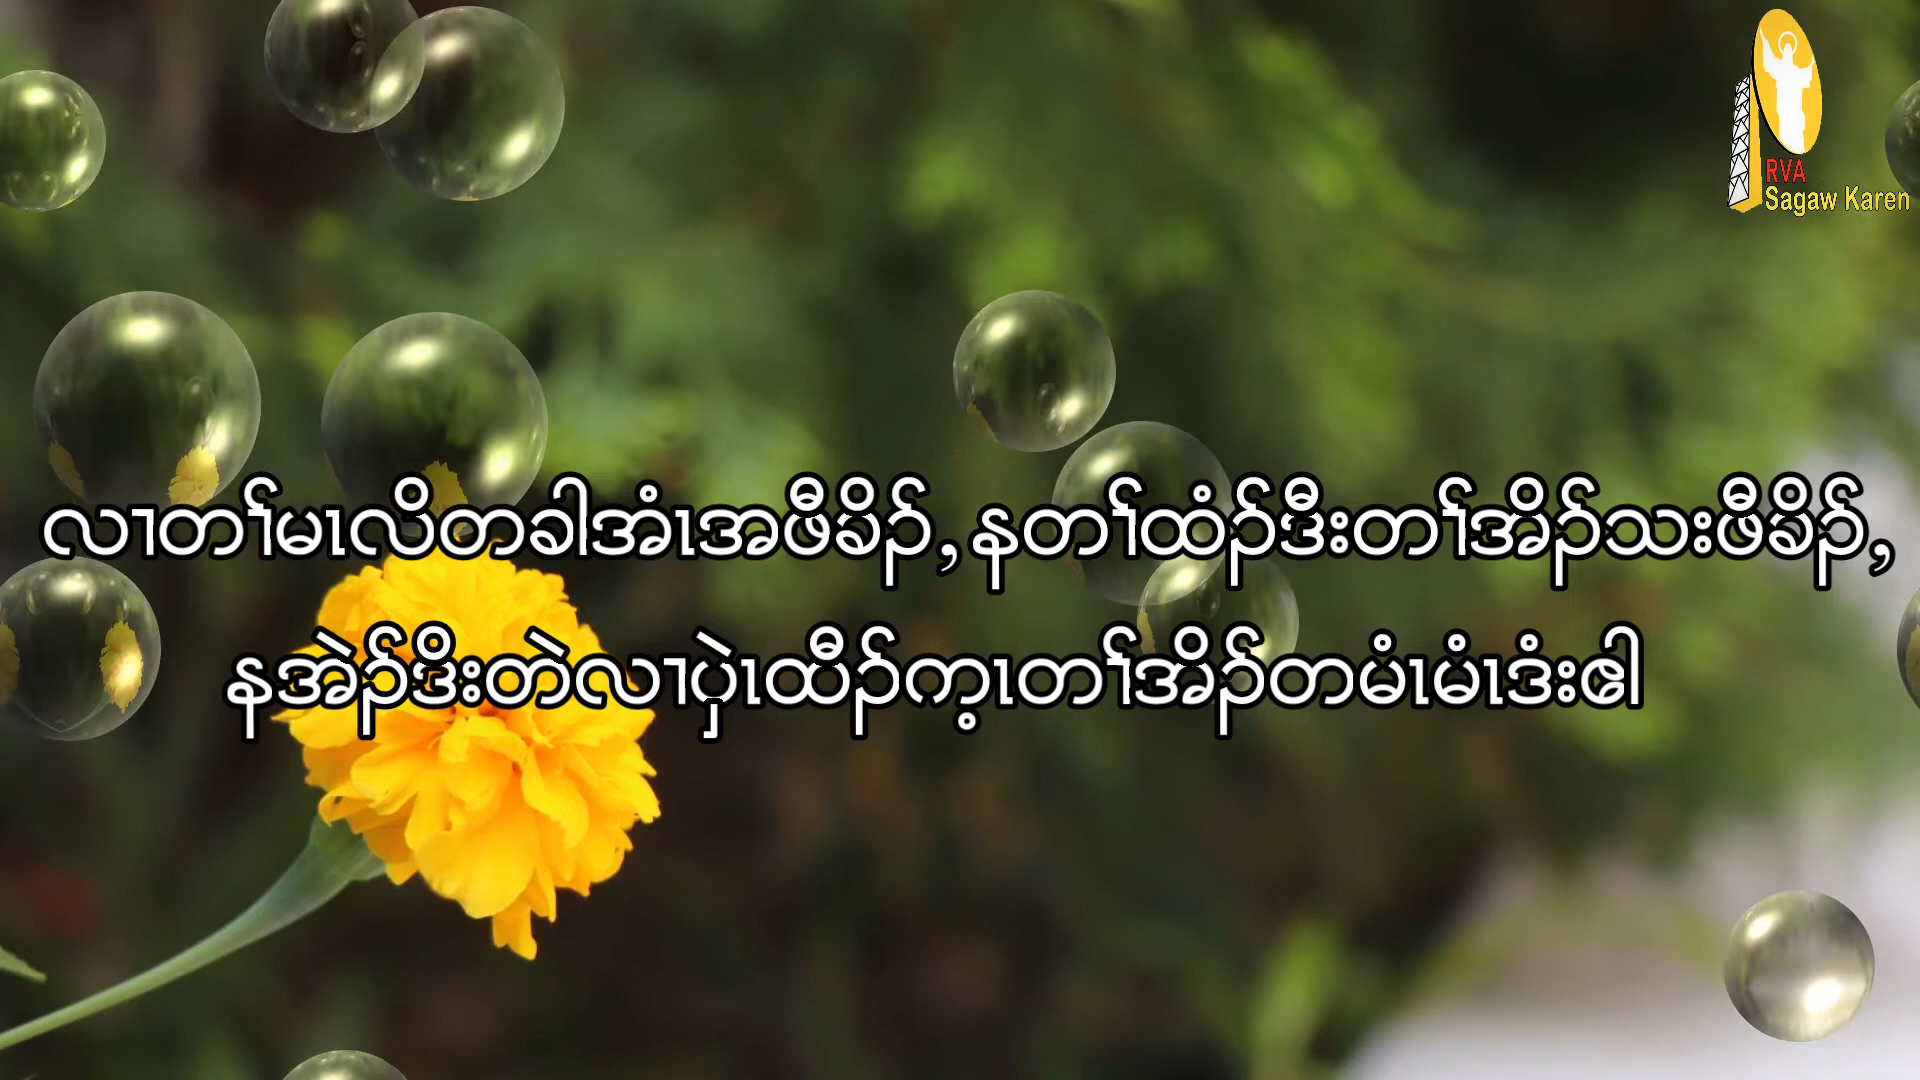 RVA
Sagaw Karen
လၢတၢ်မၤလိတခါအံၤအဖီခိၣ်,နတၢ်ထံၣ်ဒီးတၢ်အိၣ်သးဖီခိၣ်,
နအဲၣ်ဒိးတဲလၢပှဲၤထီၣ်က့ၤတၢ်အိၣ်တမံၤမံၤဒံးဧါ